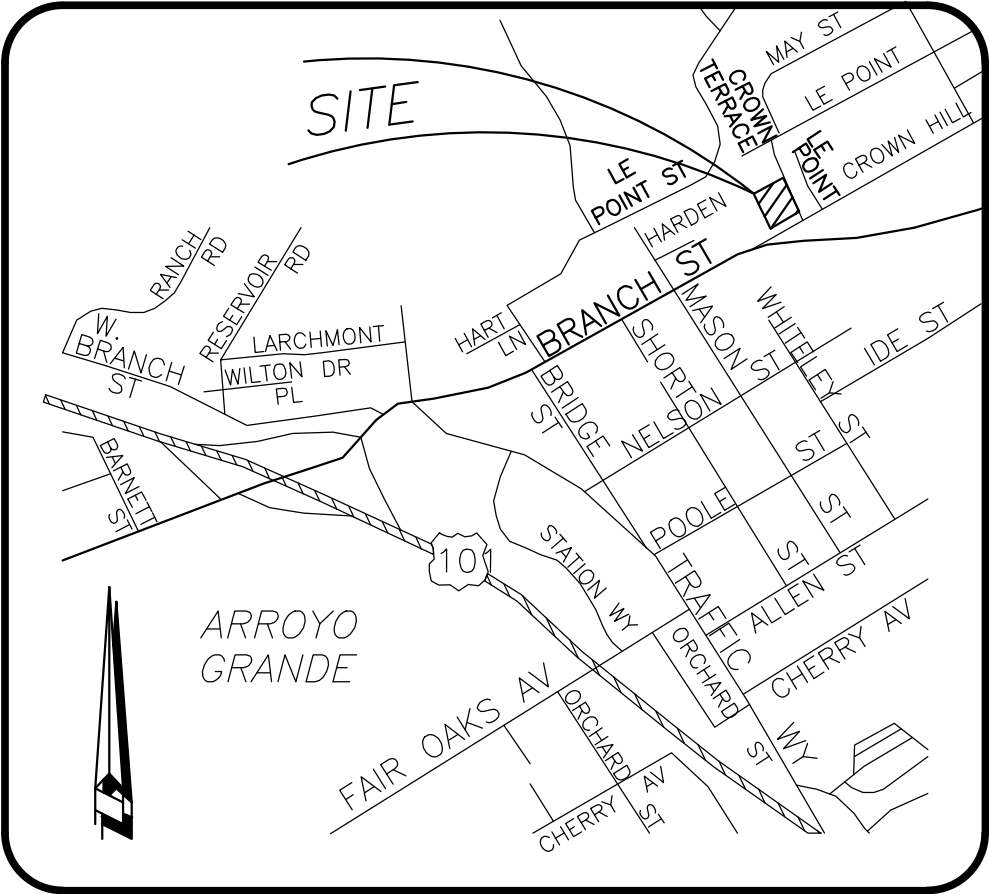 MAY ST
LE POINT
CROWN
TERRACE
LE
POINT
CROWN HILL
SITE
LE
POINT ST
HARDEN
RANCH
RD
RESERVOIR
RD
BRANCH ST
W.
BRANCH
ST
LARCHMONT
WILTON DR
PL
HART
LN
MASON
ST
WHITELEY
ST
IDE ST
SHORTON
ST
BRIDGE
ST
NELSON ST
POOLE ST
BARNETT
ST
101
STATION WY
TRAFFIC WY
ALLEN ST
CHERRY AV
ORCHARD
ST
ARROYO
GRANDE
FAIR OAKS AV
ORCHARD
ST
CHERRY AV